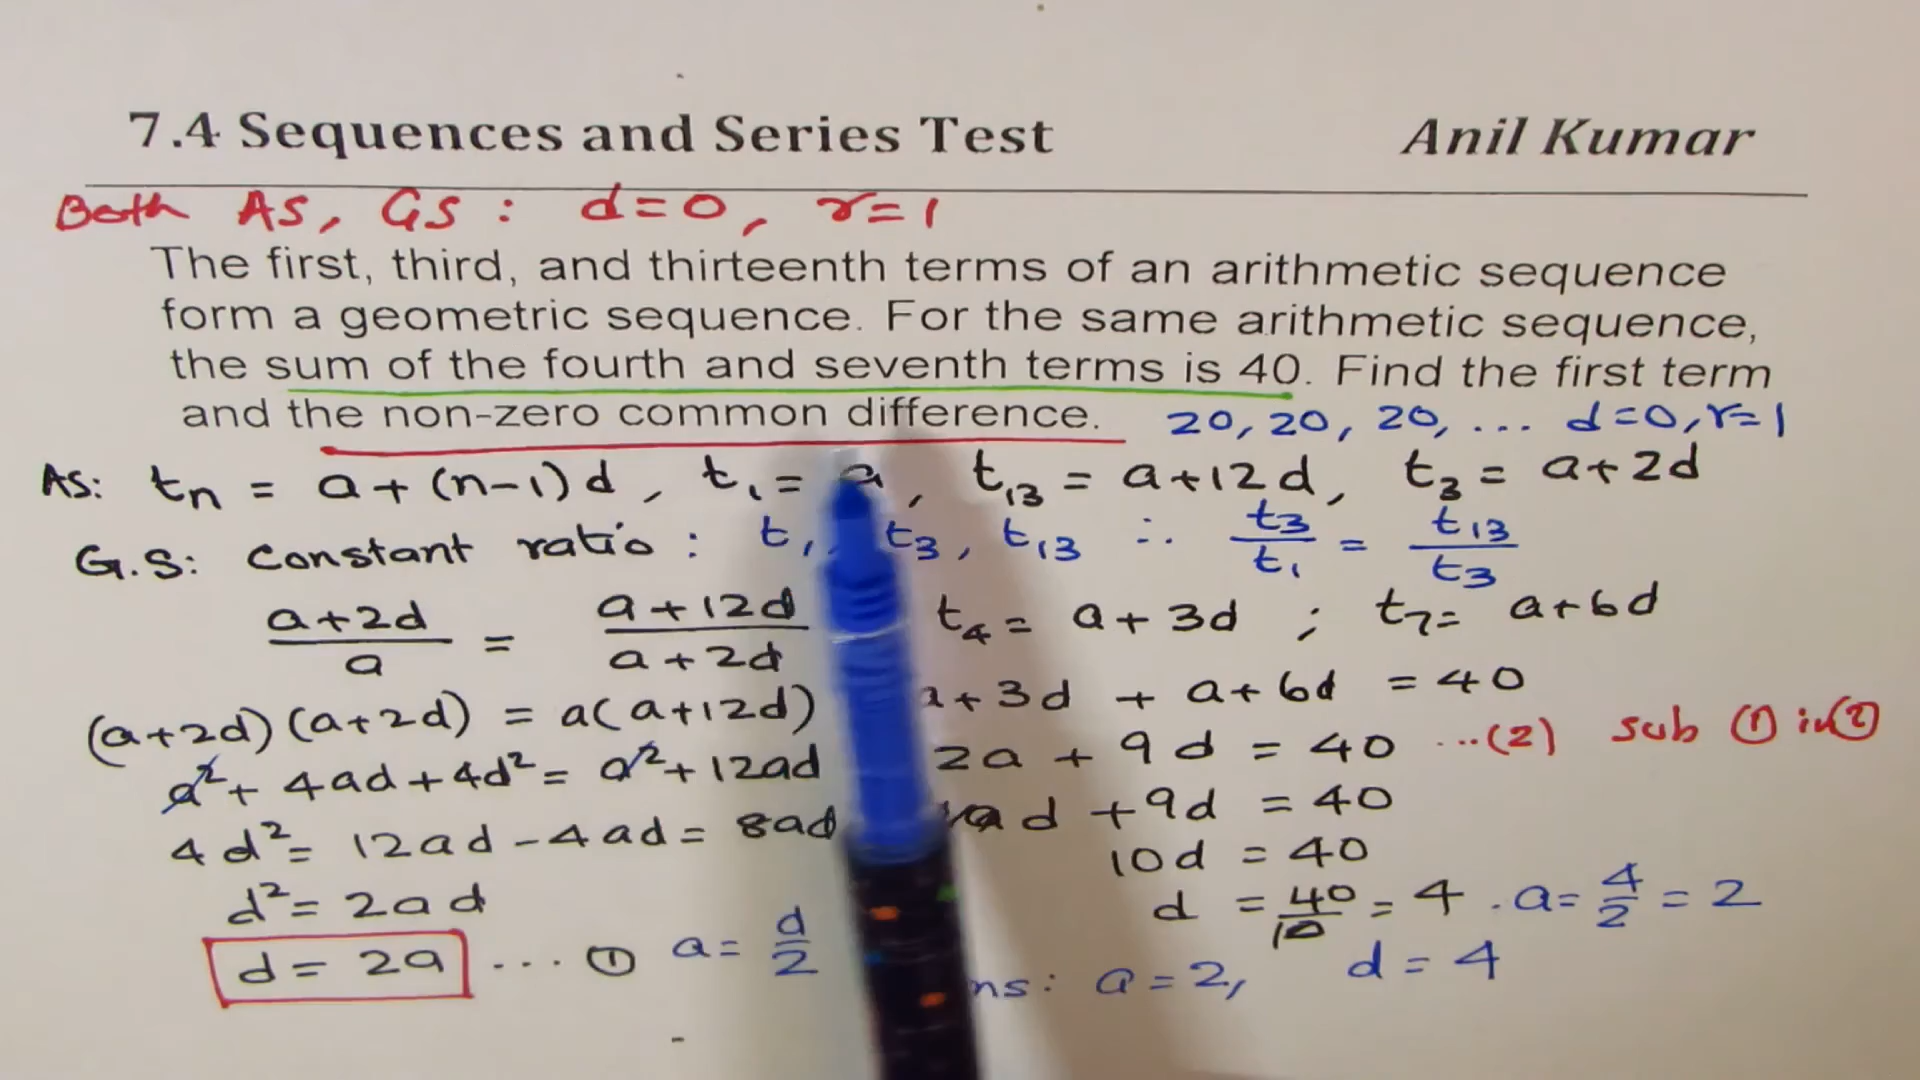 7.4 Sequences and Series Test Anil Kumar
Both AS, GS : d=0, r=1
The first, third, and thirteenth terms of an arithmetic sequence
form a geometric sequence. For the same arithmetic sequence,
the sum of the fourth and seventh terms is 40. Find the first term
and the non-zero common difference. 20, 20, 20, ... d=0, r=1
AS: tₙ = a + (n-1)d, t₁ = a, t₁₃ = a+12d, t₃ = a+2d
G.S: Constant ratio : t₁, t₃, t₁₃ ∴ t₃/t₁ = t₁₃/t₃
(a+2d)/a = (a+12d)/(a+2d) t₄ = a + 3d ; t₇ = a+6d
(a+2d)(a+2d) = a(a+12d) a+3d + a+6d = 40
a² + 4ad + 4d² = a² + 12ad 2a + 9d = 40 ...(2) sub ① in ②
4d² = 12ad - 4ad = 8ad d + 9d = 40
d² = 2ad 10d = 40
d = 2a ... ① a = d/2 d = 40/10 = 4 . a = 4/2 = 2
a = 2, d = 4